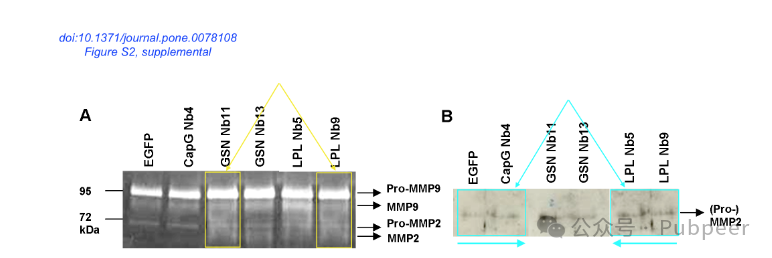 doi:10.1371/journal.pone.0078108
Figure S2, supplemental
A
EGFP
CapG Nb4
GSN Nb11
GSN Nb13
LPL Nb5
LPL Nb9
95
72
kDa
Pro-MMP9
MMP9
Pro-MMP2
MMP2
B
EGFP
CapG Nb4
GSN Nb11
GSN Nb13
LPL Nb5
LPL Nb9
(Pro-)
MMP2
公众号 Pubpeer